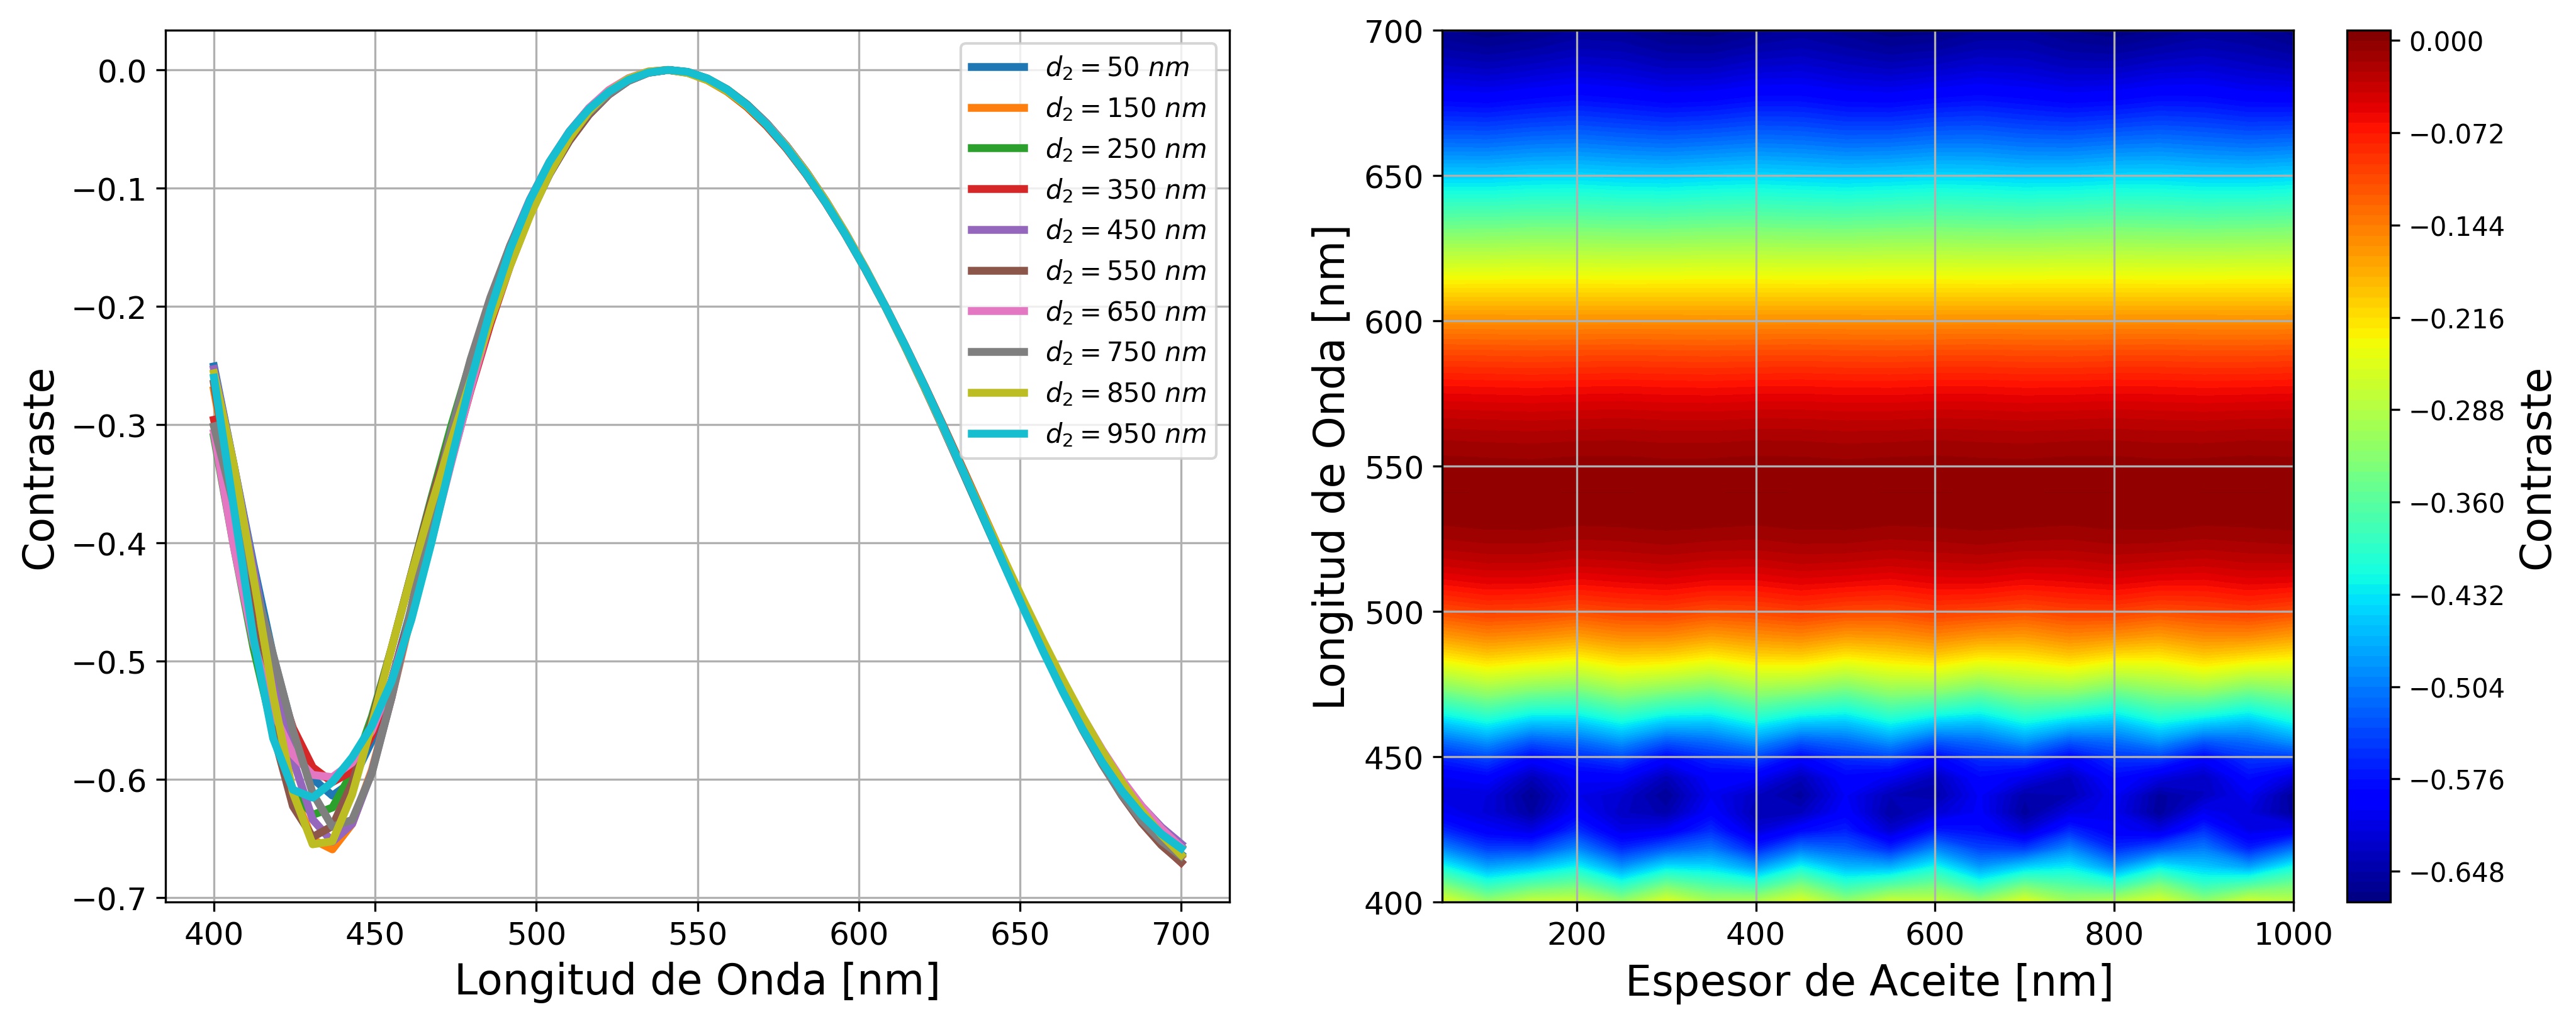 0.0
−0.1
−0.2
−0.3
−0.4
−0.5
−0.6
−0.7
Contraste
400 450 500 550 600 650 700
Longitud de Onda [nm]
d₂ = 50 nm
d₂ = 150 nm
d₂ = 250 nm
d₂ = 350 nm
d₂ = 450 nm
d₂ = 550 nm
d₂ = 650 nm
d₂ = 750 nm
d₂ = 850 nm
d₂ = 950 nm
700
650
600
550
500
450
400
Longitud de Onda [nm]
200 400 600 800 1000
Espesor de Aceite [nm]
0.000
−0.072
−0.144
−0.216
−0.288
−0.360
−0.432
−0.504
−0.576
−0.648
Contraste